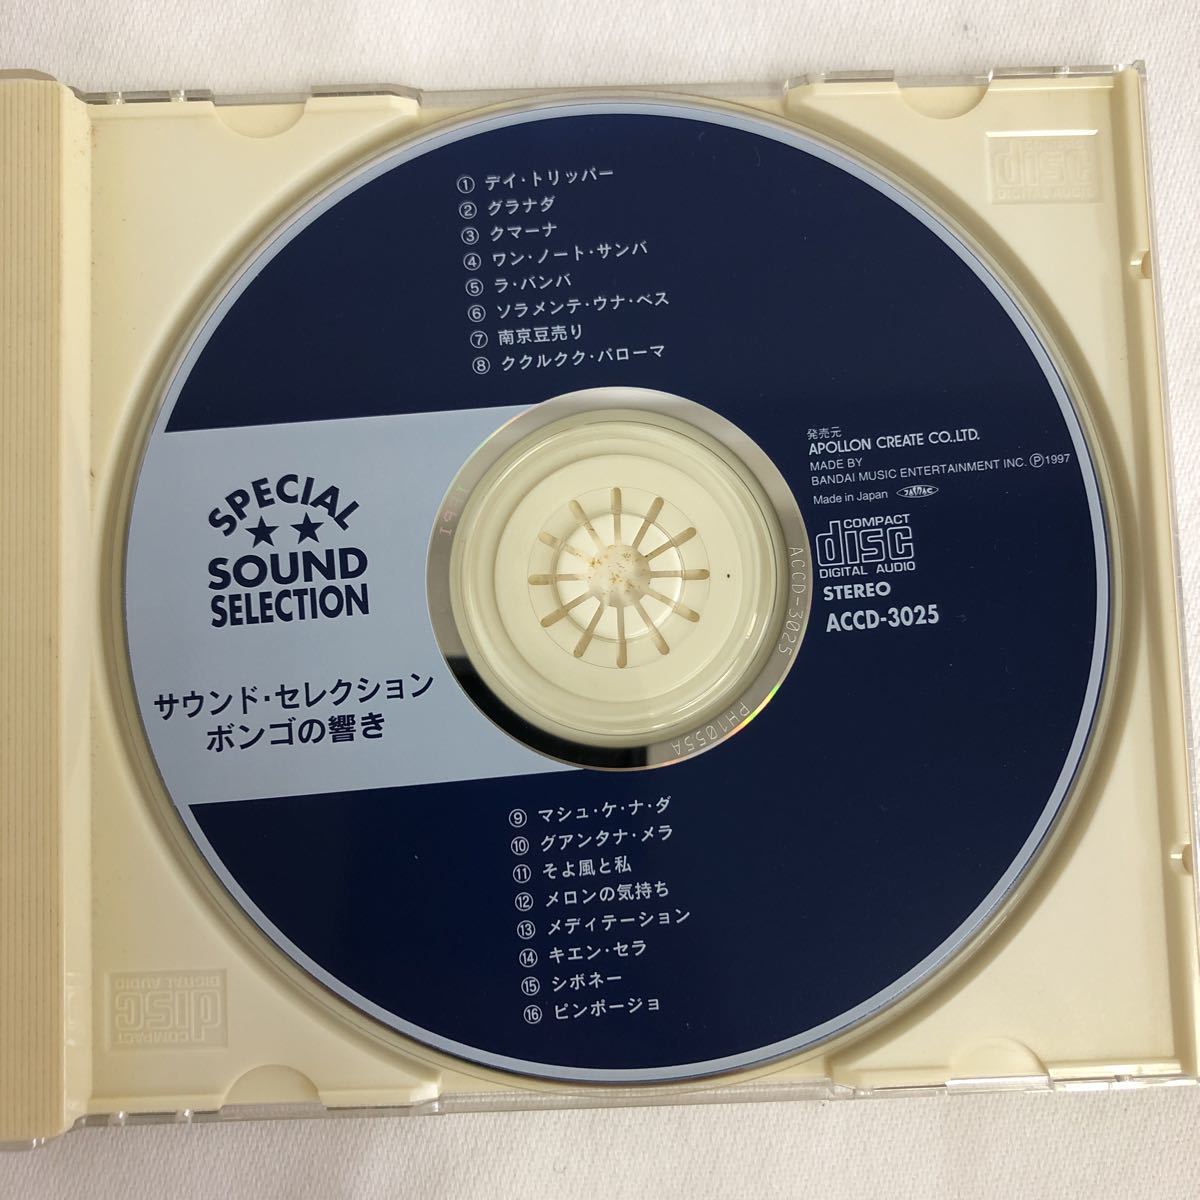 ① デイ・トリッパー
② グラナダ
③ クマーナ
④ ワン・ノート・サンバ
⑤ ラ・バンバ
⑥ ソラメンテ・ウナ・ベス
⑦ 南京豆売り
⑧ ククルクク・パローマ
SPECIAL
★★
SOUND
SELECTION
サウンド・セレクション
ボンゴの響き
発売元
APOLLON CREATE CO.,LTD.
MADE BY
BANDAI MUSIC ENTERTAINMENT INC. Ⓟ1997
Made in Japan
COMPACT
disc
DIGITAL AUDIO
STEREO
ACCD-3025
ACCD-3025
PH1055A
⑨ マシュ・ケ・ナ・ダ
⑩ グアンタナ・メラ
⑪ そよ風と私
⑫ メロンの気持ち
⑬ メディテーション
⑭ キエン・セラ
⑮ シボネー
⑯ ピンポージョ
disc
DIGITAL AUDIO
COMPACT
disc
DIGITAL AUDIO